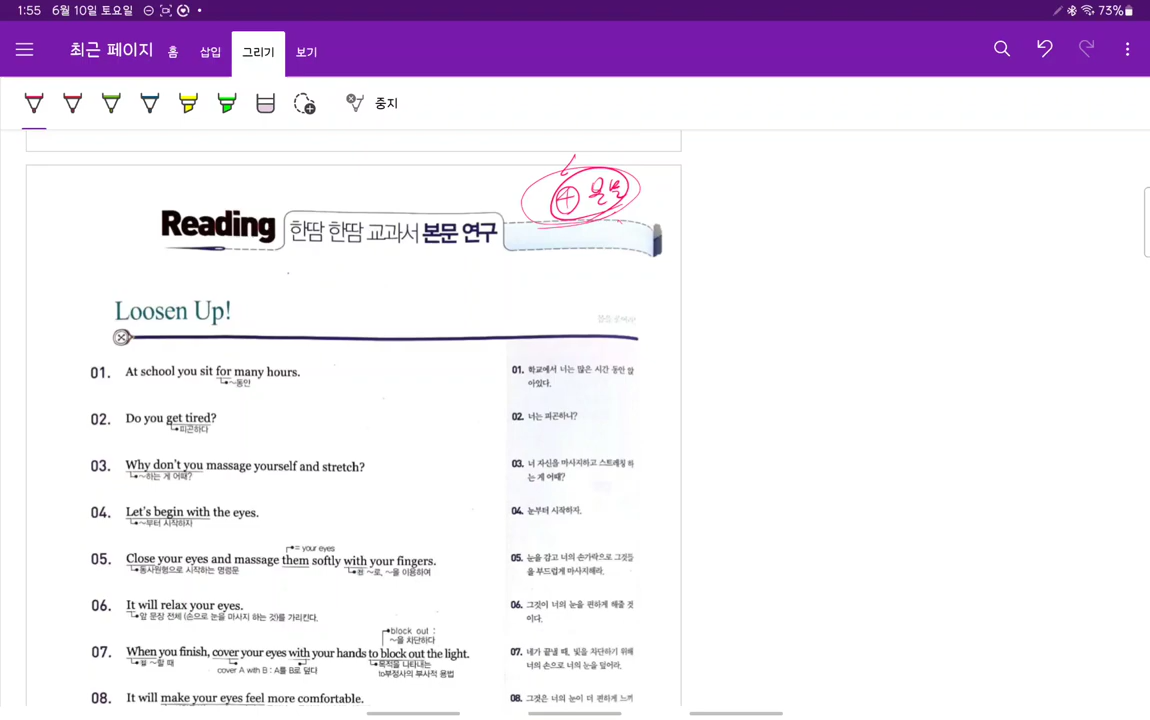 1:55 6월 10일 토요일
73%
최근 페이지 홈 삽입 그리기 보기
중지
Reading 한땀 한땀 교과서 본문 연구
Loosen Up!
01. At school you sit for many hours.
~동안
01. 학교에서 너는 많은 시간 동안 앉
아있다.
02. Do you get tired?
피곤하다
02. 너는 피곤하니?
03. Why don't you massage yourself and stretch?
~하는 게 어때?
03. 너 자신을 마사지하고 스트레칭 하
는 게 어때?
04. Let's begin with the eyes.
~부터 시작하자
04. 눈부터 시작하자.
= your eyes
05. Close your eyes and massage them softly with your fingers.
동사원형으로 시작하는 명령문
~로, ~을 이용하여
05. 눈을 감고 너의 손가락으로 그것들
을 부드럽게 마사지해라.
06. It will relax your eyes.
앞 문장 전체 (손으로 눈을 마사지 하는 것)를 가리킨다.
06. 그것이 너의 눈을 편하게 해줄 것
이다.
block out :
~을 차단하다
07. When you finish, cover your eyes with your hands to block out the light.
~할 때
cover A with B : A를 B로 덮다
목적을 나타내는
to부정사의 부사적 용법
07. 네가 끝낼 때, 빛을 차단하기 위해
너의 손으로 너의 눈을 덮어라.
08. It will make your eyes feel more comfortable.
08. 그것은 너의 눈이 더 편하게 느끼